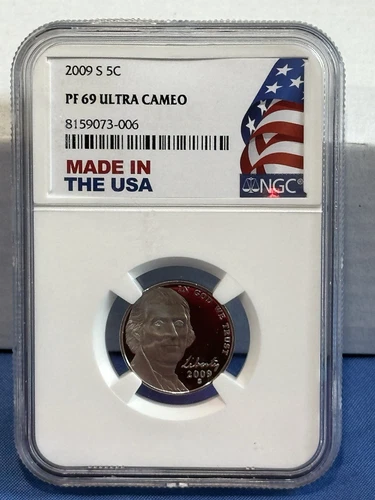 2009 S 5C
PF 69 ULTRA CAMEO
8159073-006
MADE IN
THE USA
NGC®
IN GOD WE TRUST
Liberty
2009
S